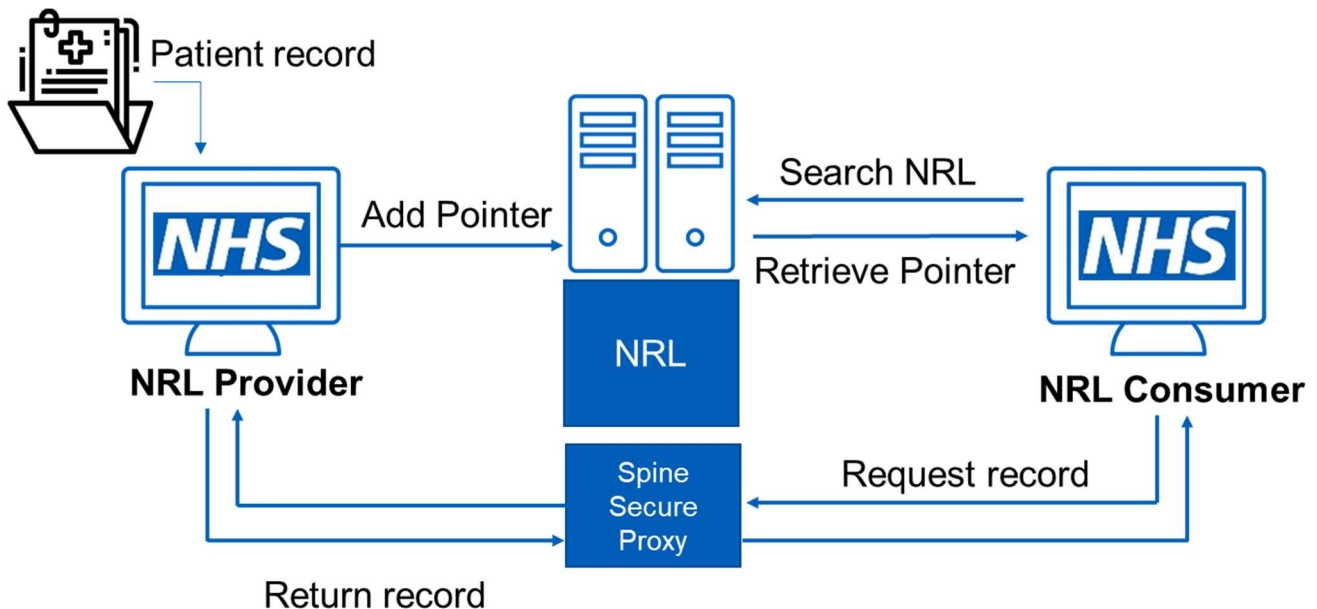 Patient record
NHS
Add Pointer
Search NRL
Retrieve Pointer
NHS
NRL
NRL Provider
NRL Consumer
Spine
Secure
Proxy
Request record
Return record